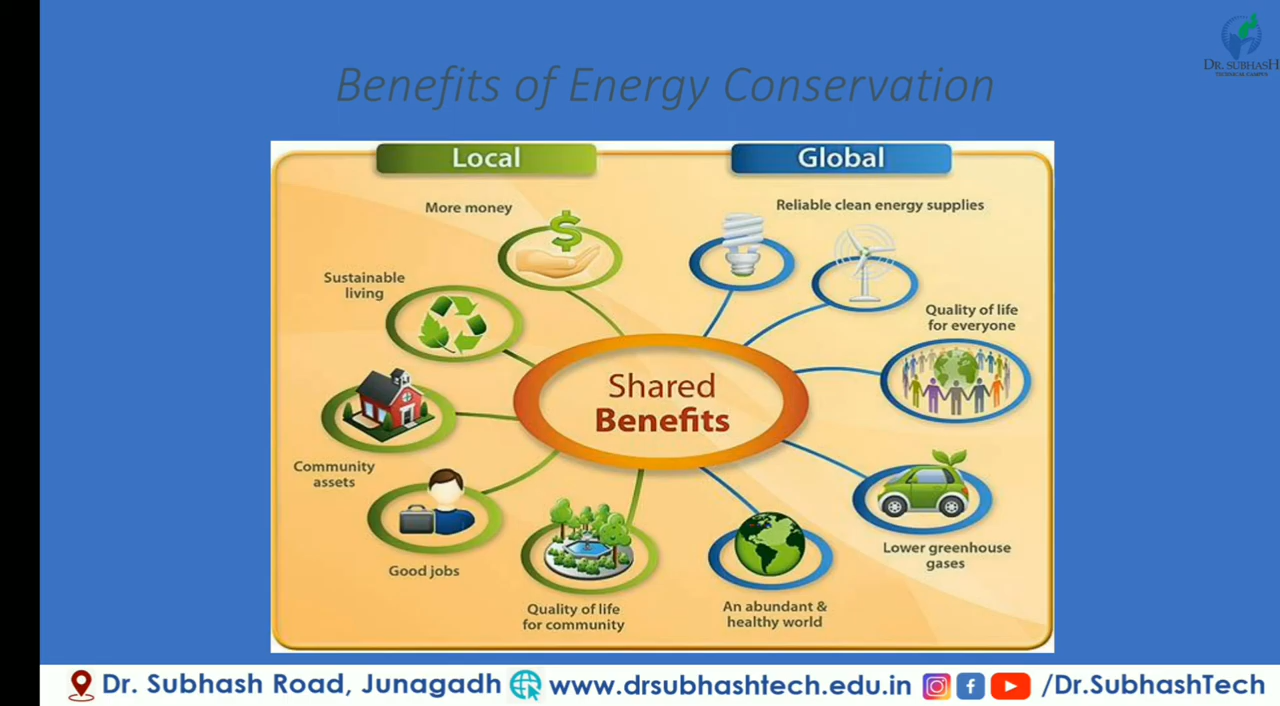 DR. SUBHASH
TECHNICAL CAMPUS
Benefits of Energy Conservation
Local
Global
More money
Reliable clean energy supplies
Sustainable
living
Quality of life
for everyone
Shared
Benefits
Community
assets
Good jobs
Lower greenhouse
gases
Quality of life
for community
An abundant &
healthy world
Dr. Subhash Road, Junagadh www.drsubhashtech.edu.in /Dr.SubhashTech